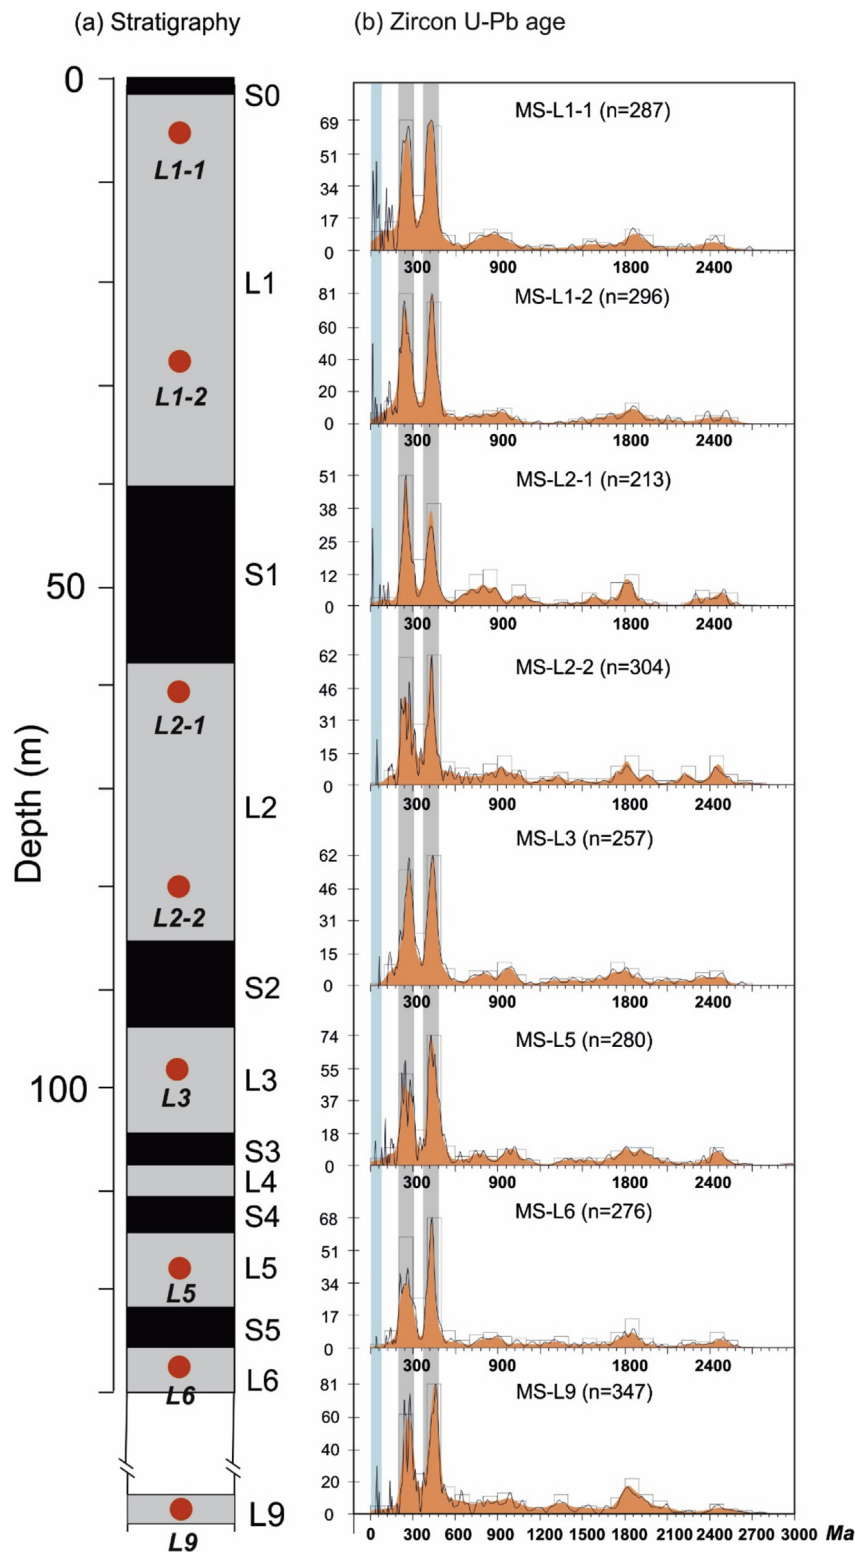 (a) Stratigraphy
(b) Zircon U-Pb age
Depth (m)
0
50
100
S0
L1-1
L1
L1-2
S1
L2-1
L2
L2-2
S2
L3
L3
S3
L4
S4
L5
L5
S5
L6
L6
L9
L9
MS-L1-1 (n=287)
69
51
34
17
0
300 900 1800 2400
MS-L1-2 (n=296)
81
60
40
20
0
300 900 1800 2400
MS-L2-1 (n=213)
51
38
25
12
0
300 900 1800 2400
MS-L2-2 (n=304)
62
46
31
15
0
300 900 1800 2400
MS-L3 (n=257)
62
46
31
15
0
300 900 1800 2400
MS-L5 (n=280)
74
55
37
18
0
300 900 1800 2400
MS-L6 (n=276)
68
51
34
17
0
300 900 1800 2400
MS-L9 (n=347)
81
60
40
20
0
0 300 600 900 1200 1500 1800 2100 2400 2700 3000 Ma